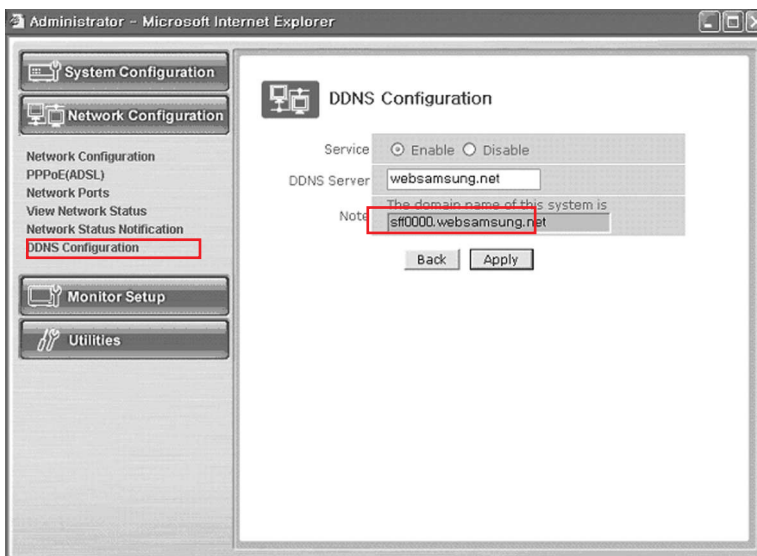 Administrator - Microsoft Internet Explorer
System Configuration
Network Configuration
Network Configuration
PPPoE(ADSL)
Network Ports
View Network Status
Network Status Notification
DDNS Configuration
Monitor Setup
Utilities
DDNS Configuration
Service Enable Disable
DDNS Server websamsung.net
Note The domain name of this system is
sff0000.websamsung.net
Back Apply